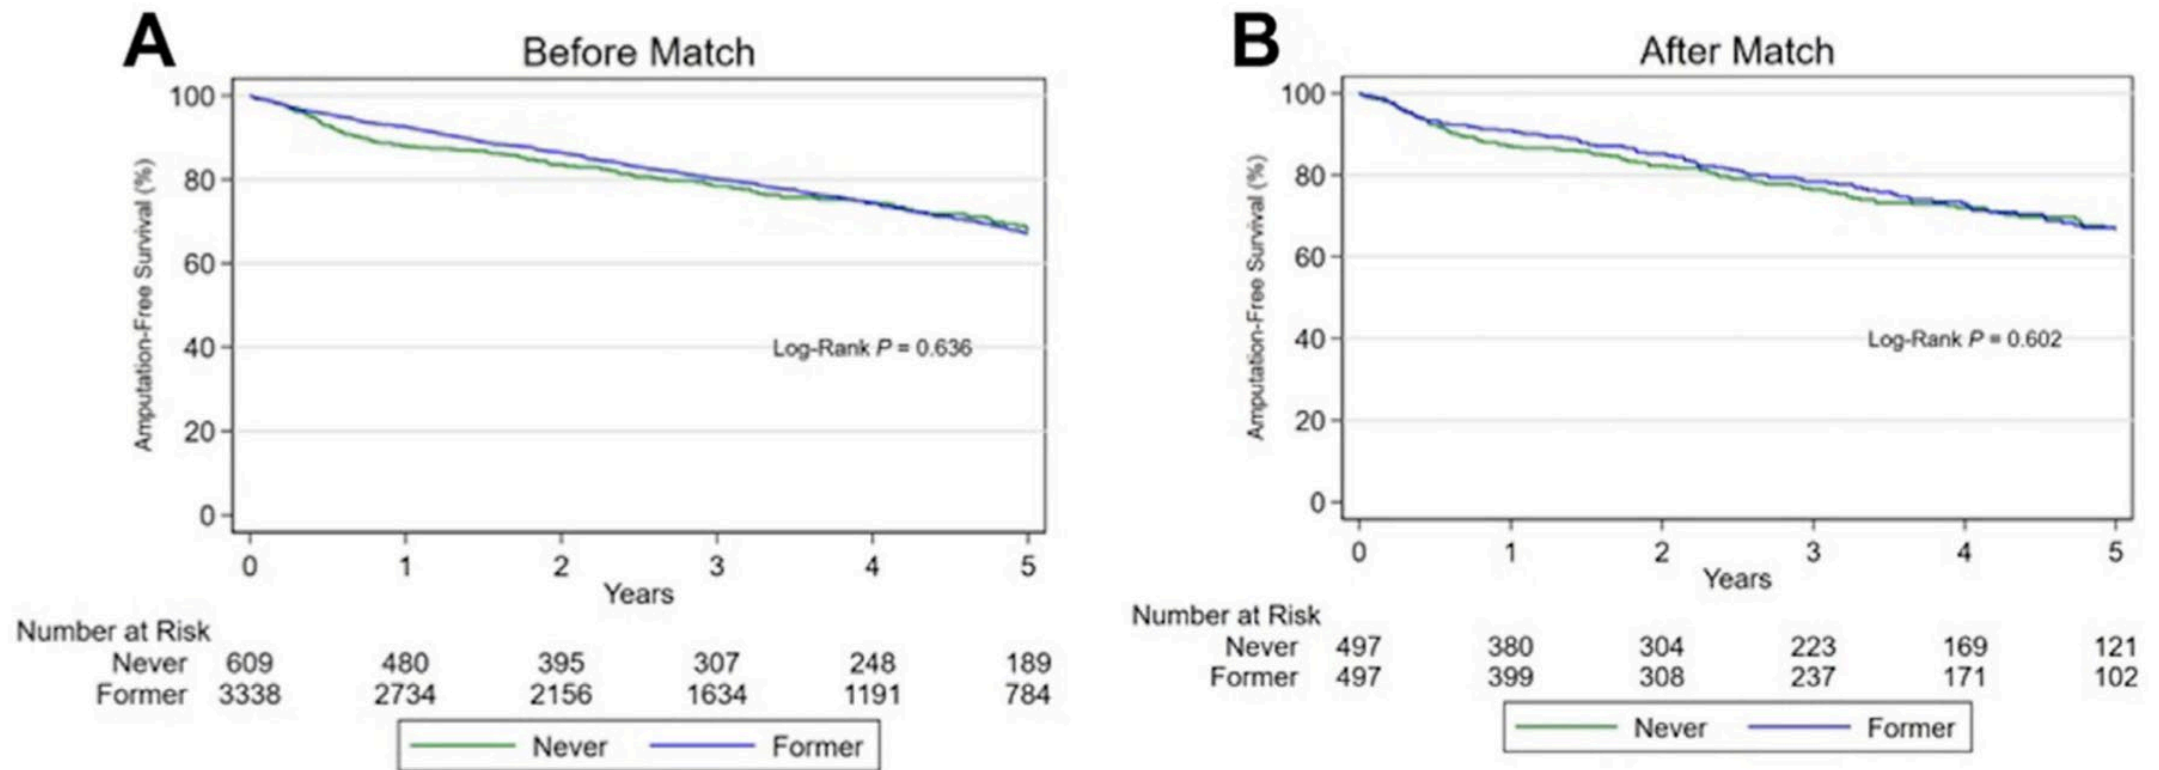 A
Before Match
Amputation-Free Survival (%)
100
80
60
40
20
0
Log-Rank P = 0.636
0 1 2 3 4 5
Years
Number at Risk
Never 609 480 395 307 248 189
Former 3338 2734 2156 1634 1191 784
Never Former
B
After Match
Amputation-Free Survival (%)
100
80
60
40
20
0
Log-Rank P = 0.602
0 1 2 3 4 5
Years
Number at Risk
Never 497 380 304 223 169 121
Former 497 399 308 237 171 102
Never Former